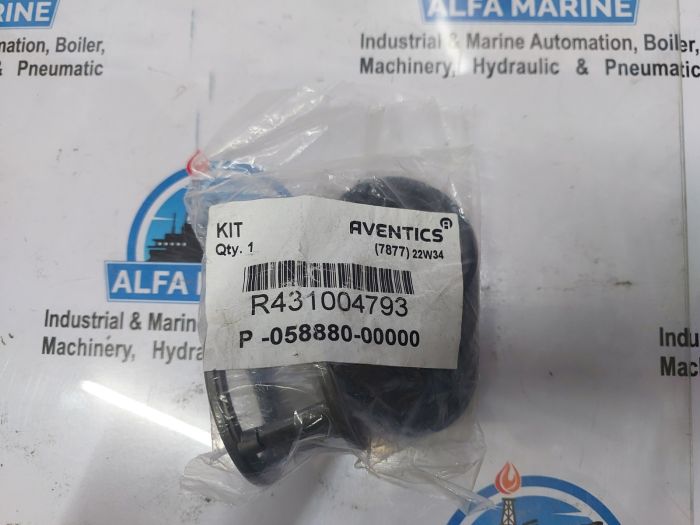 RINE
ALFA MARINE
mation, Boiler,
& Pneumatic
Industrial & Marine Automation, Boiler,
Machinery, Hydraulic & Pneumatic
KIT
Qty. 1
AVENTICS
(7877) 22W34
R431004793
P -058880-00000
ALFA
Industrial & Marin
Machinery, Hydra
Indu
Mac
ALFA MARINE